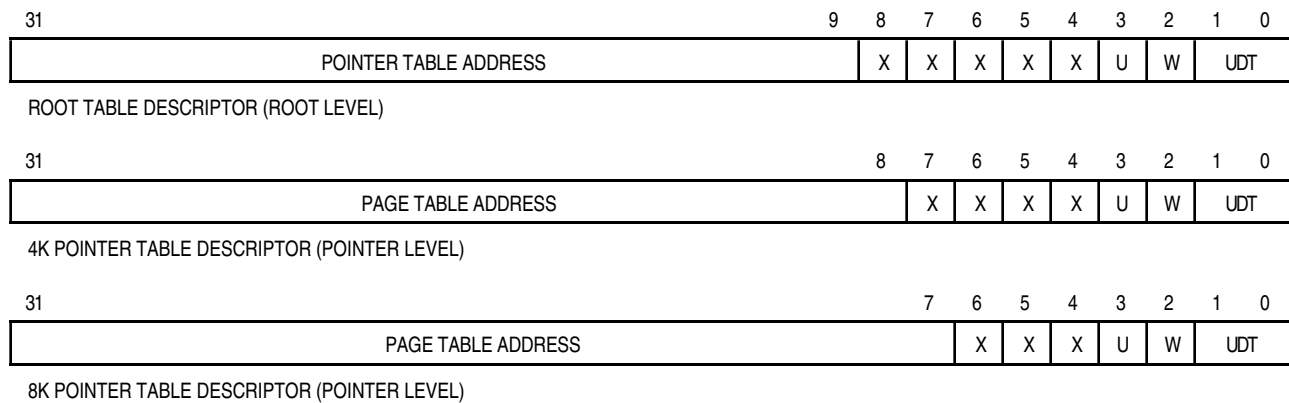 31 9 8 7 6 5 4 3 2 1 0
POINTER TABLE ADDRESS X X X X X U W UDT
ROOT TABLE DESCRIPTOR (ROOT LEVEL)
31 8 7 6 5 4 3 2 1 0
PAGE TABLE ADDRESS X X X X U W UDT
4K POINTER TABLE DESCRIPTOR (POINTER LEVEL)
31 7 6 5 4 3 2 1 0
PAGE TABLE ADDRESS X X X U W UDT
8K POINTER TABLE DESCRIPTOR (POINTER LEVEL)